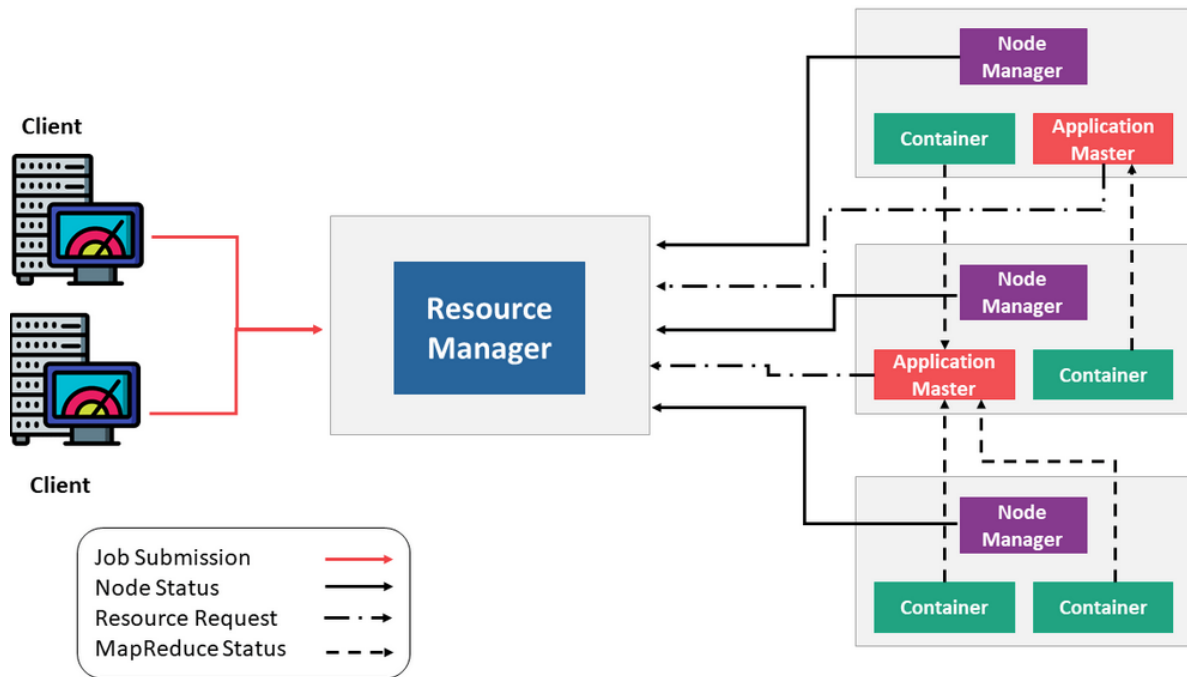 Client
Client
Job Submission
Node Status
Resource Request
MapReduce Status
Resource
Manager
Node
Manager
Container
Application
Master
Node
Manager
Application
Master
Container
Node
Manager
Container
Container